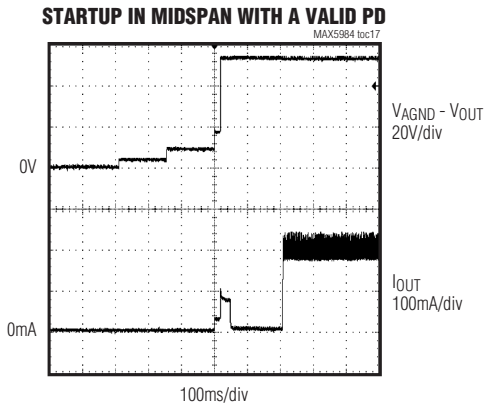 STARTUP IN MIDSPAN WITH A VALID PD
MAX5984 toc17
VAGND - VOUT
20V/div
0V
IOUT
100mA/div
0mA
100ms/div